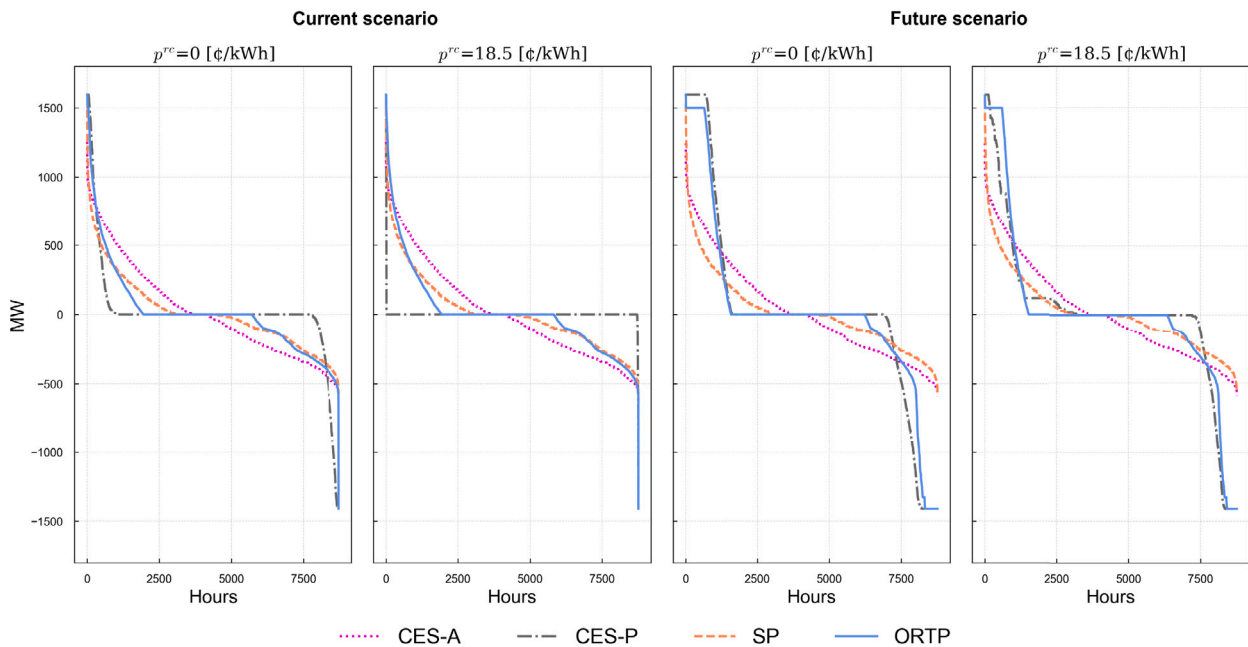 Current scenario
Future scenario
p^rc=0 [¢/kWh]
p^rc=18.5 [¢/kWh]
p^rc=0 [¢/kWh]
p^rc=18.5 [¢/kWh]
MW
1500
1000
500
0
−500
−1000
−1500
0 2500 5000 7500
0 2500 5000 7500
0 2500 5000 7500
0 2500 5000 7500
Hours
Hours
Hours
Hours
CES-A
CES-P
SP
ORTP